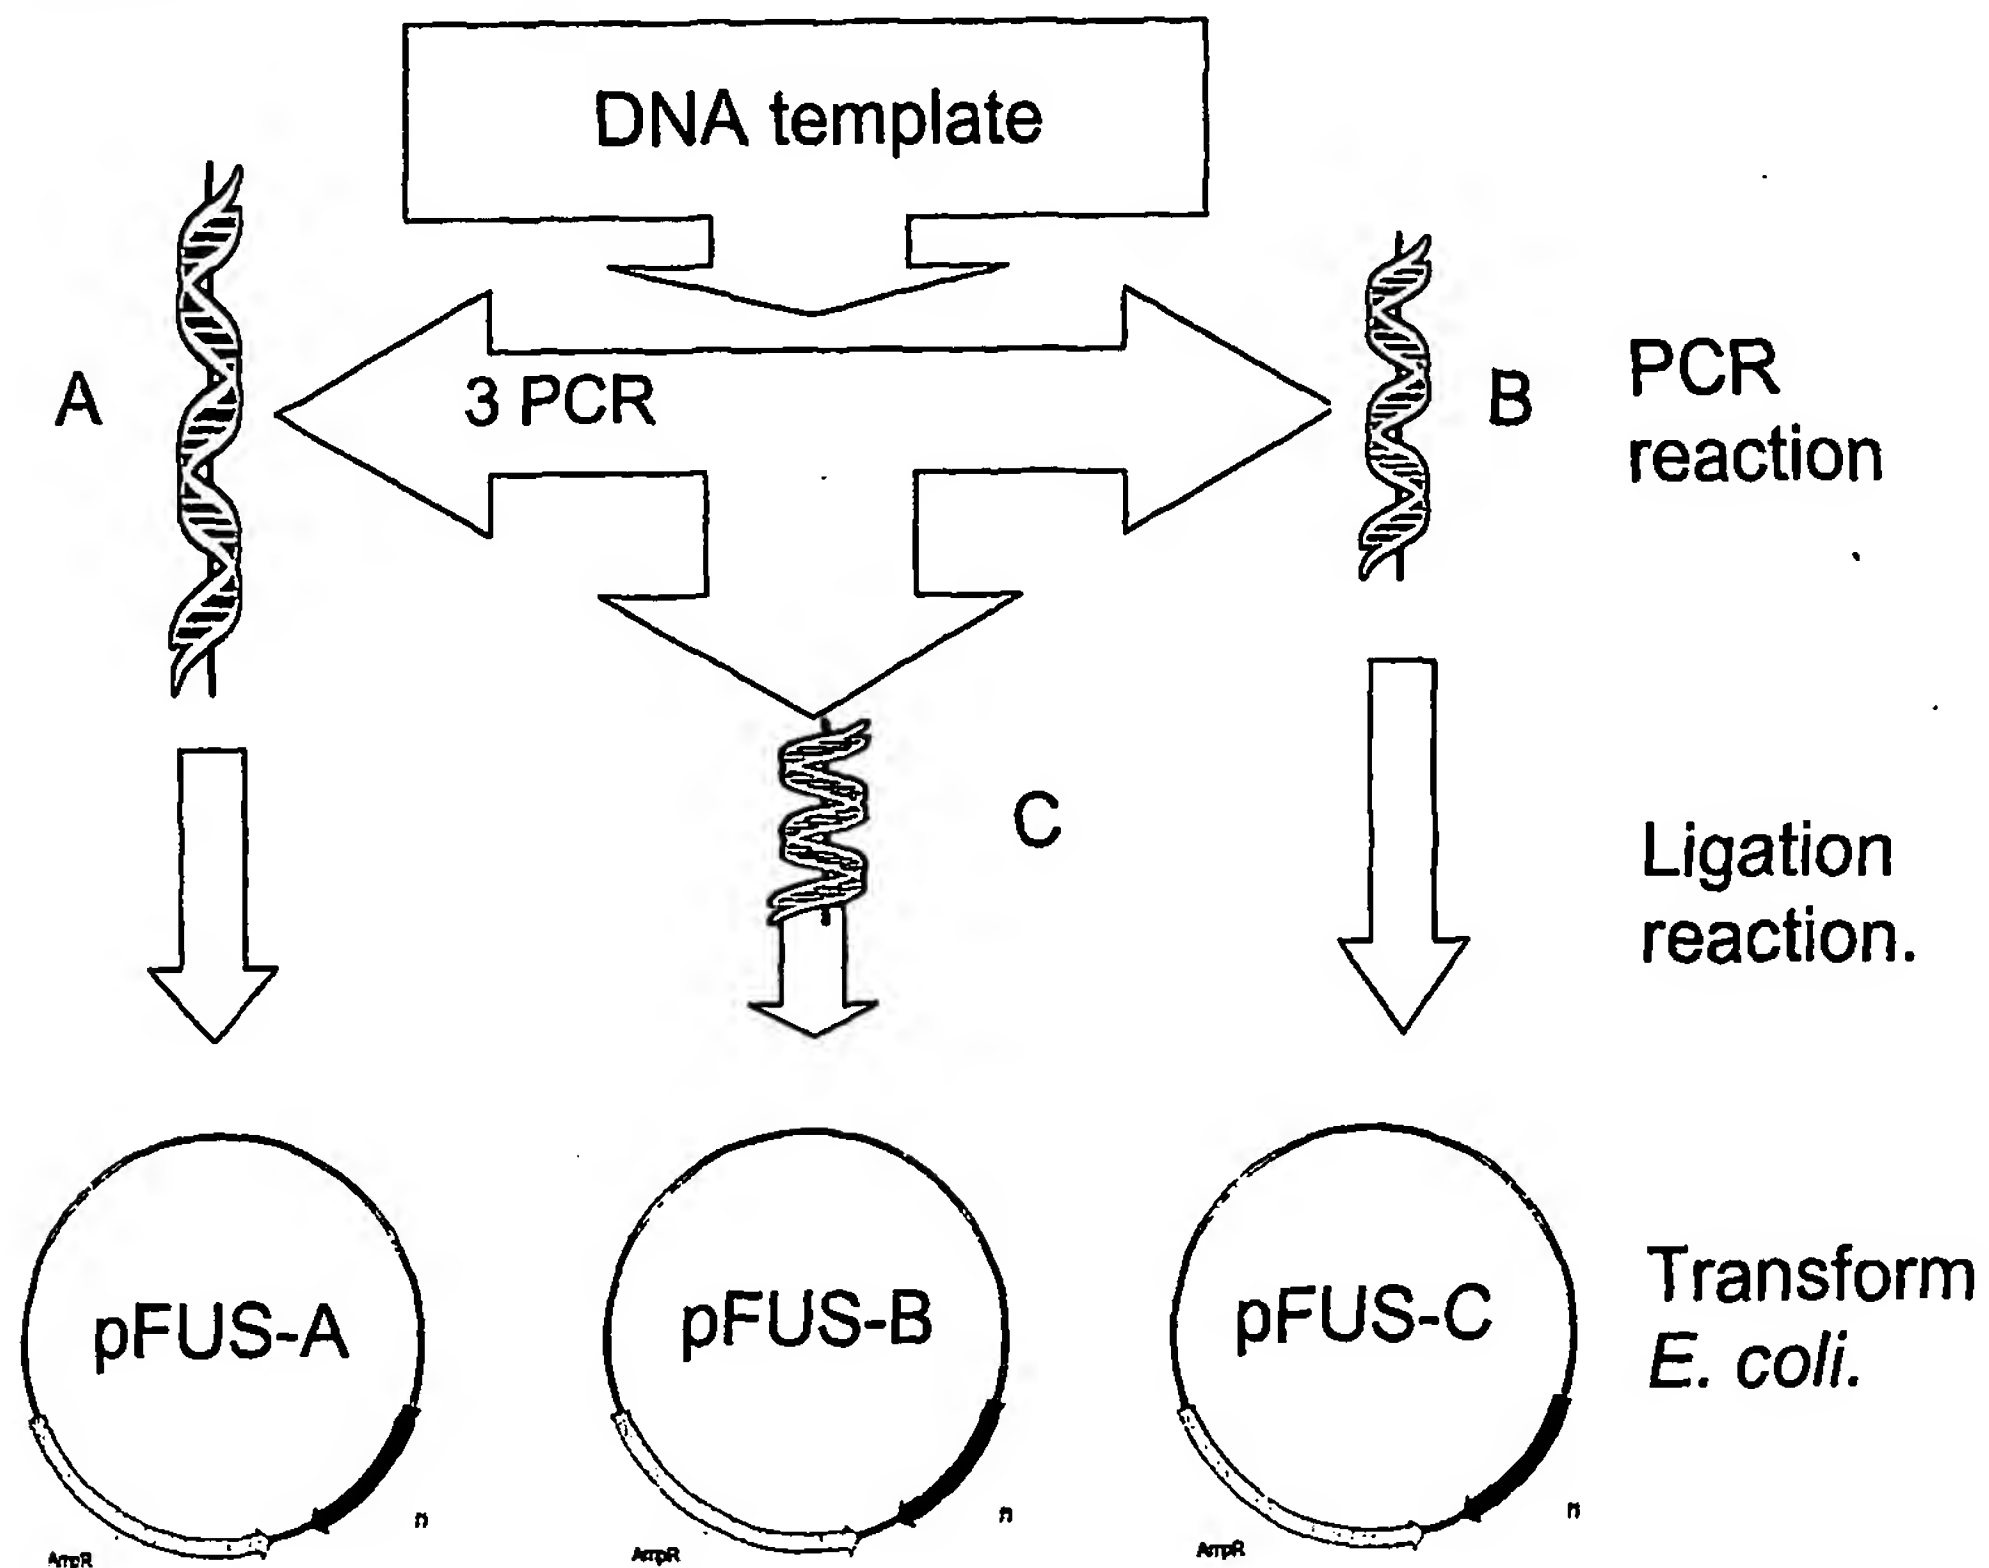 DNA template
A
3 PCR
B
PCR
reaction
C
Ligation
reaction.
pFUS-A
pFUS-B
pFUS-C
Transform
E. coli.
n
n
n
AmpR
AmpR
AmpR